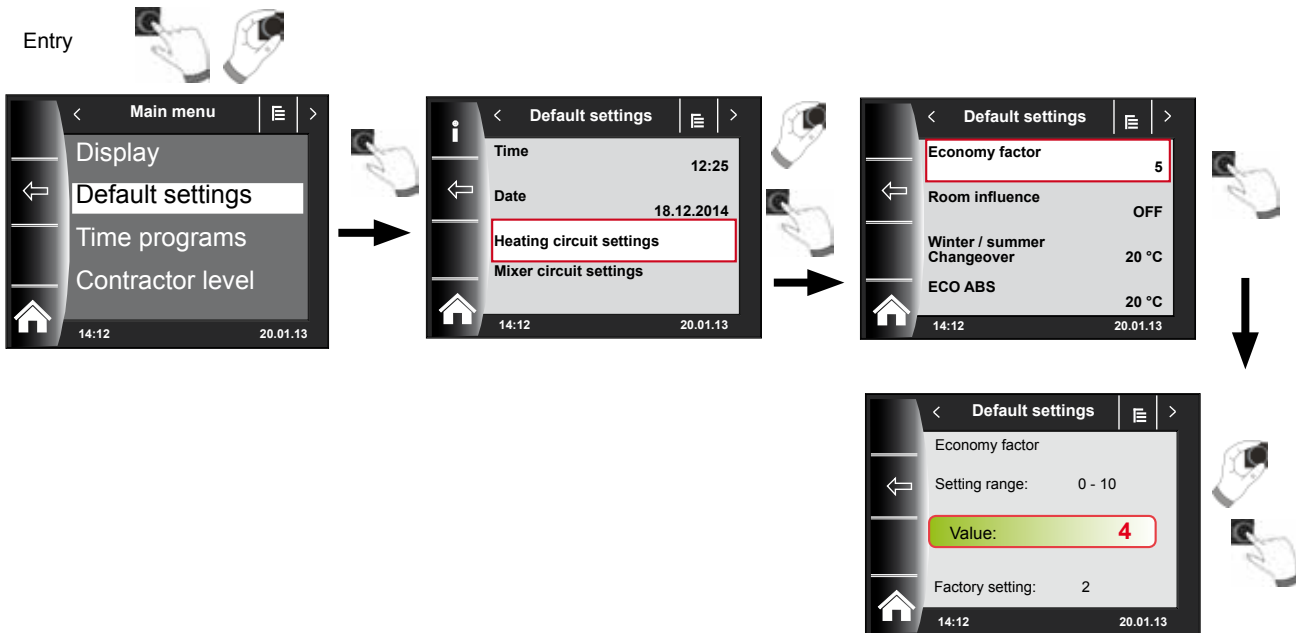 Entry
Main menu
Display
Default settings
Time programs
Contractor level
14:12 20.01.13
Default settings
Time
12:25
Date
18.12.2014
Heating circuit settings
Mixer circuit settings
14:12 20.01.13
Default settings
Economy factor
5
Room influence
OFF
Winter / summer
Changeover 20 °C
ECO ABS
20 °C
14:12 20.01.13
Default settings
Economy factor
Setting range: 0 - 10
Value: 4
Factory setting: 2
14:12 20.01.13